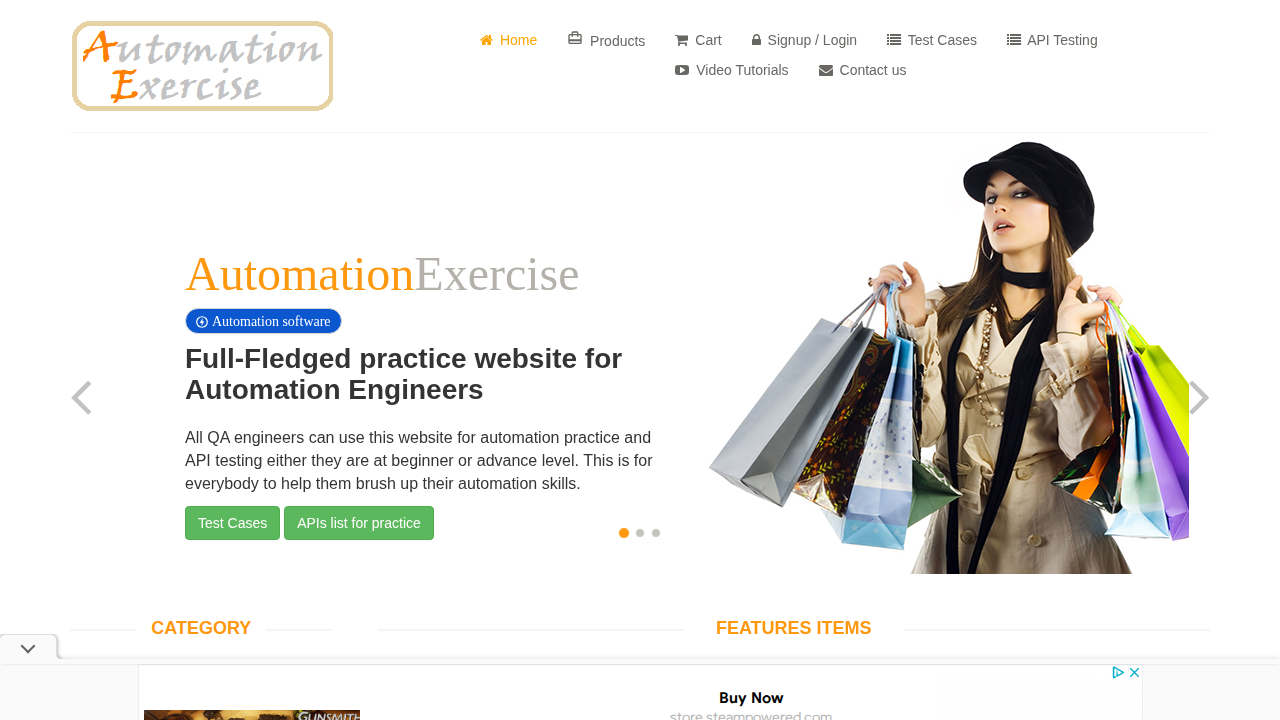 Automation
Exercise
Home
Products
Cart
Signup / Login
Test Cases
API Testing
Video Tutorials
Contact us
AutomationExercise
Automation software
Full-Fledged practice website for
Automation Engineers
All QA engineers can use this website for automation practice and
API testing either they are at beginner or advance level. This is for
everybody to help them brush up their automation skills.
Test Cases
APIs list for practice
CATEGORY
FEATURES ITEMS
Buy Now
store.steampowered.com
GUNSMITH